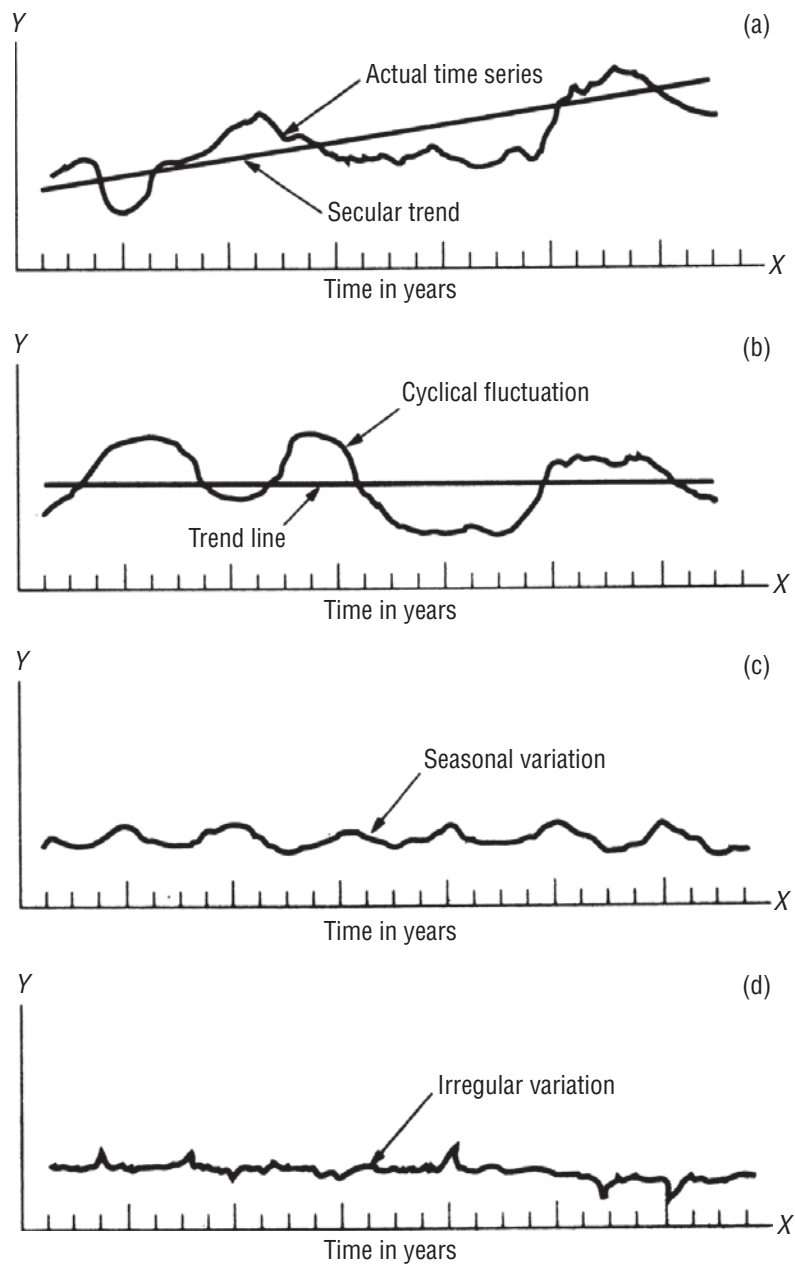 Y
(a)
Actual time series
Secular trend
X
Time in years
Y
(b)
Cyclical fluctuation
Trend line
X
Time in years
Y
(c)
Seasonal variation
X
Time in years
Y
(d)
Irregular variation
X
Time in years